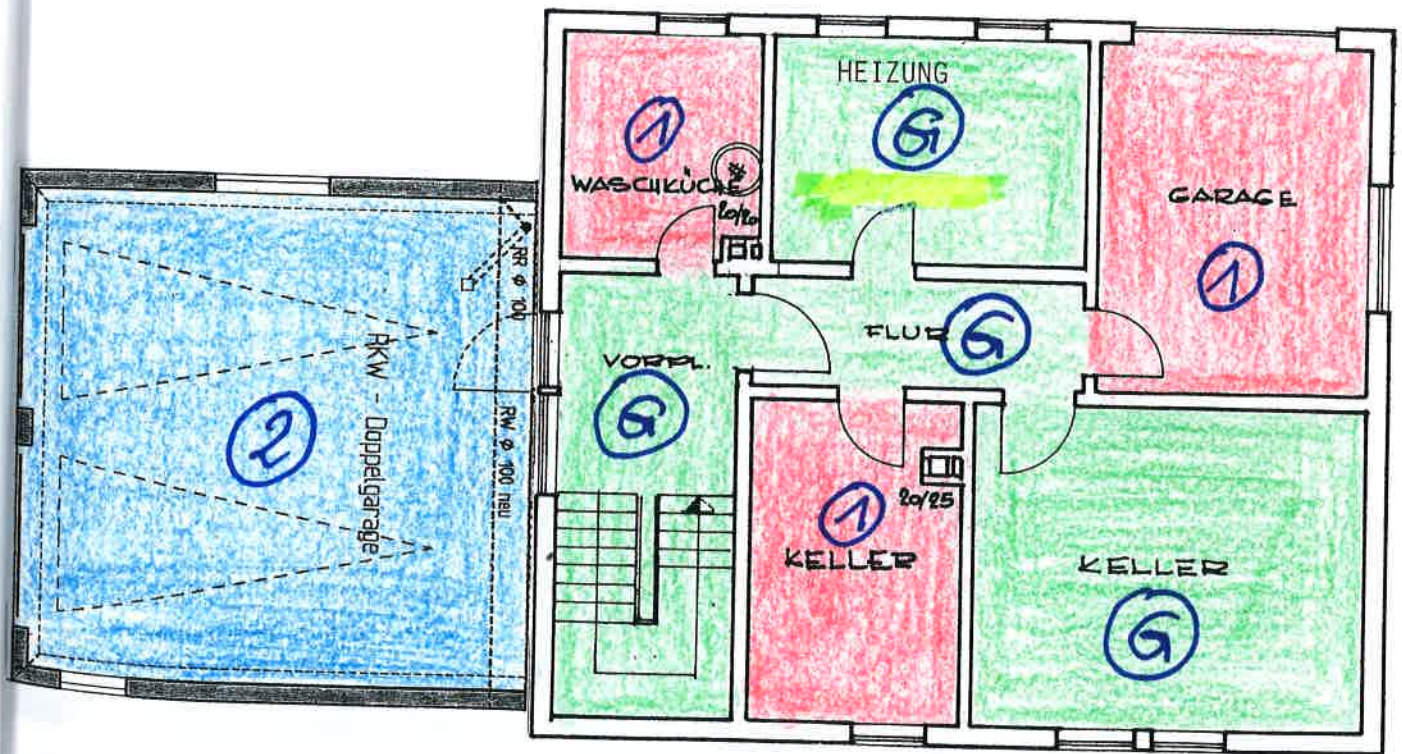 HEIZUNG
1
G
WASCHKÜCHE
20/20
GARAGE
1
RR ø 100
FLUR
G
VORPL.
G
PKW - Doppelgarage
2
RW ø 100 neu
1
20/25
KELLER
KELLER
G